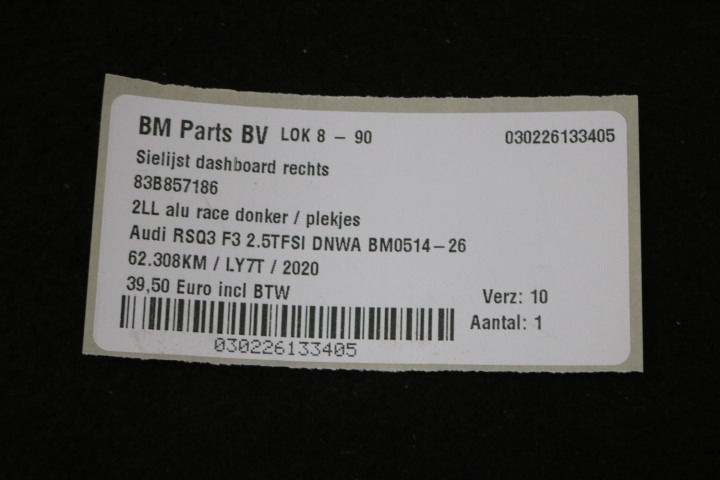 BM Parts BV LOK 8 - 90 030226133405
Sielijst dashboard rechts
83B857186
2LL alu race donker / plekjes
Audi RSQ3 F3 2.5TFSI DNWA BM0514-26
62.308KM / LY7T / 2020
39,50 Euro incl BTW Verz: 10
Aantal: 1
030226133405